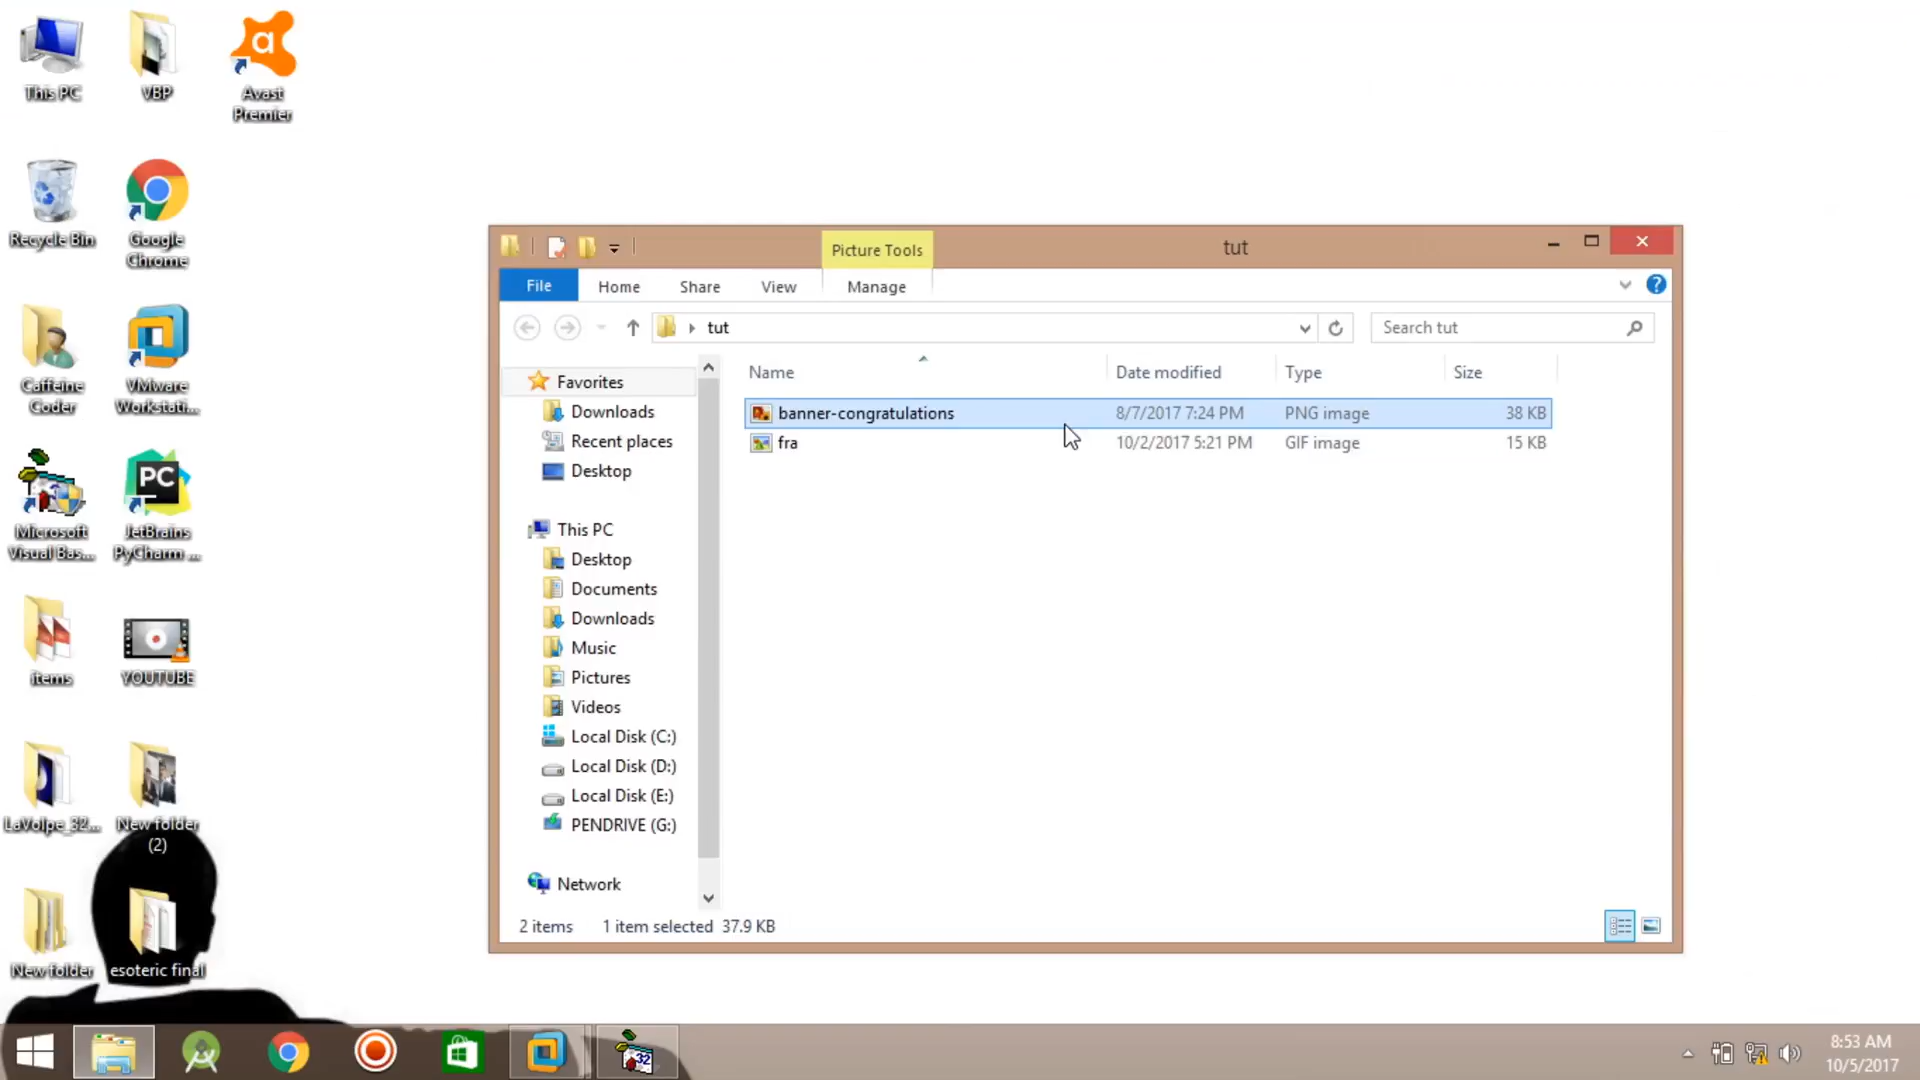 This PC
VBP
Avast
Premier
Recycle Bin
Google
Chrome
Caffeine
Coder
VMware
Workstati...
Microsoft
Visual Bas...
JetBrains
PyCharm ...
items
YOUTUBE
LaVolpe_32...
New folder
(2)
New folder
esoteric final
Picture Tools
tut
File
Home
Share
View
Manage
tut
Search tut
Name
Date modified
Type
Size
banner-congratulations
8/7/2017 7:24 PM
PNG image
38 KB
fra
10/2/2017 5:21 PM
GIF image
15 KB
Favorites
Downloads
Recent places
Desktop
This PC
Desktop
Documents
Downloads
Music
Pictures
Videos
Local Disk (C:)
Local Disk (D:)
Local Disk (E:)
PENDRIVE (G:)
Network
2 items
1 item selected 37.9 KB
PC
32
8:53 AM
10/5/2017